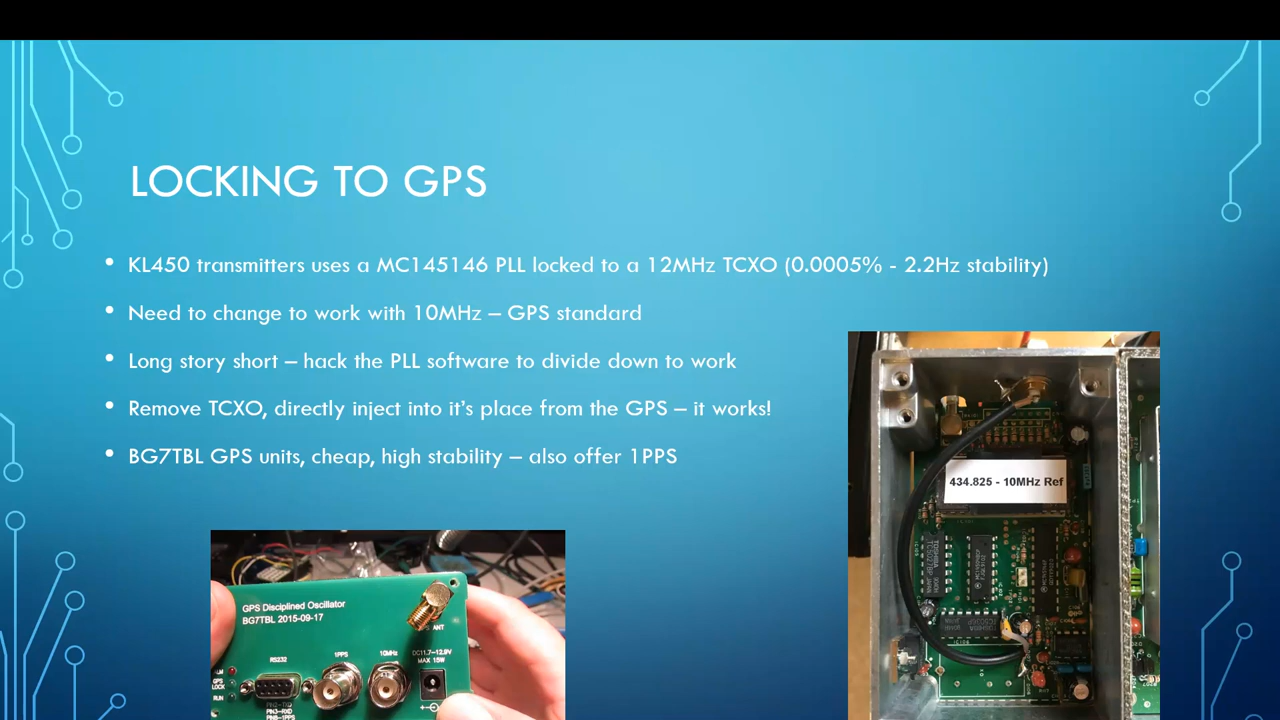 LOCKING TO GPS
• KL450 transmitters uses a MC145146 PLL locked to a 12MHz TCXO (0.0005% - 2.2Hz stability)
• Need to change to work with 10MHz – GPS standard
• Long story short – hack the PLL software to divide down to work
• Remove TCXO, directly inject into it's place from the GPS – it works!
• BG7TBL GPS units, cheap, high stability – also offer 1PPS
434.825 - 10MHz Ref
GPS Disciplined Oscillator
BG7TBL 2015-09-17
ANT
RS232
1PPS
10MHz
DC11.7~12.9V
MAX 15W
GPS
LOCK
RUN
TOSHIBA